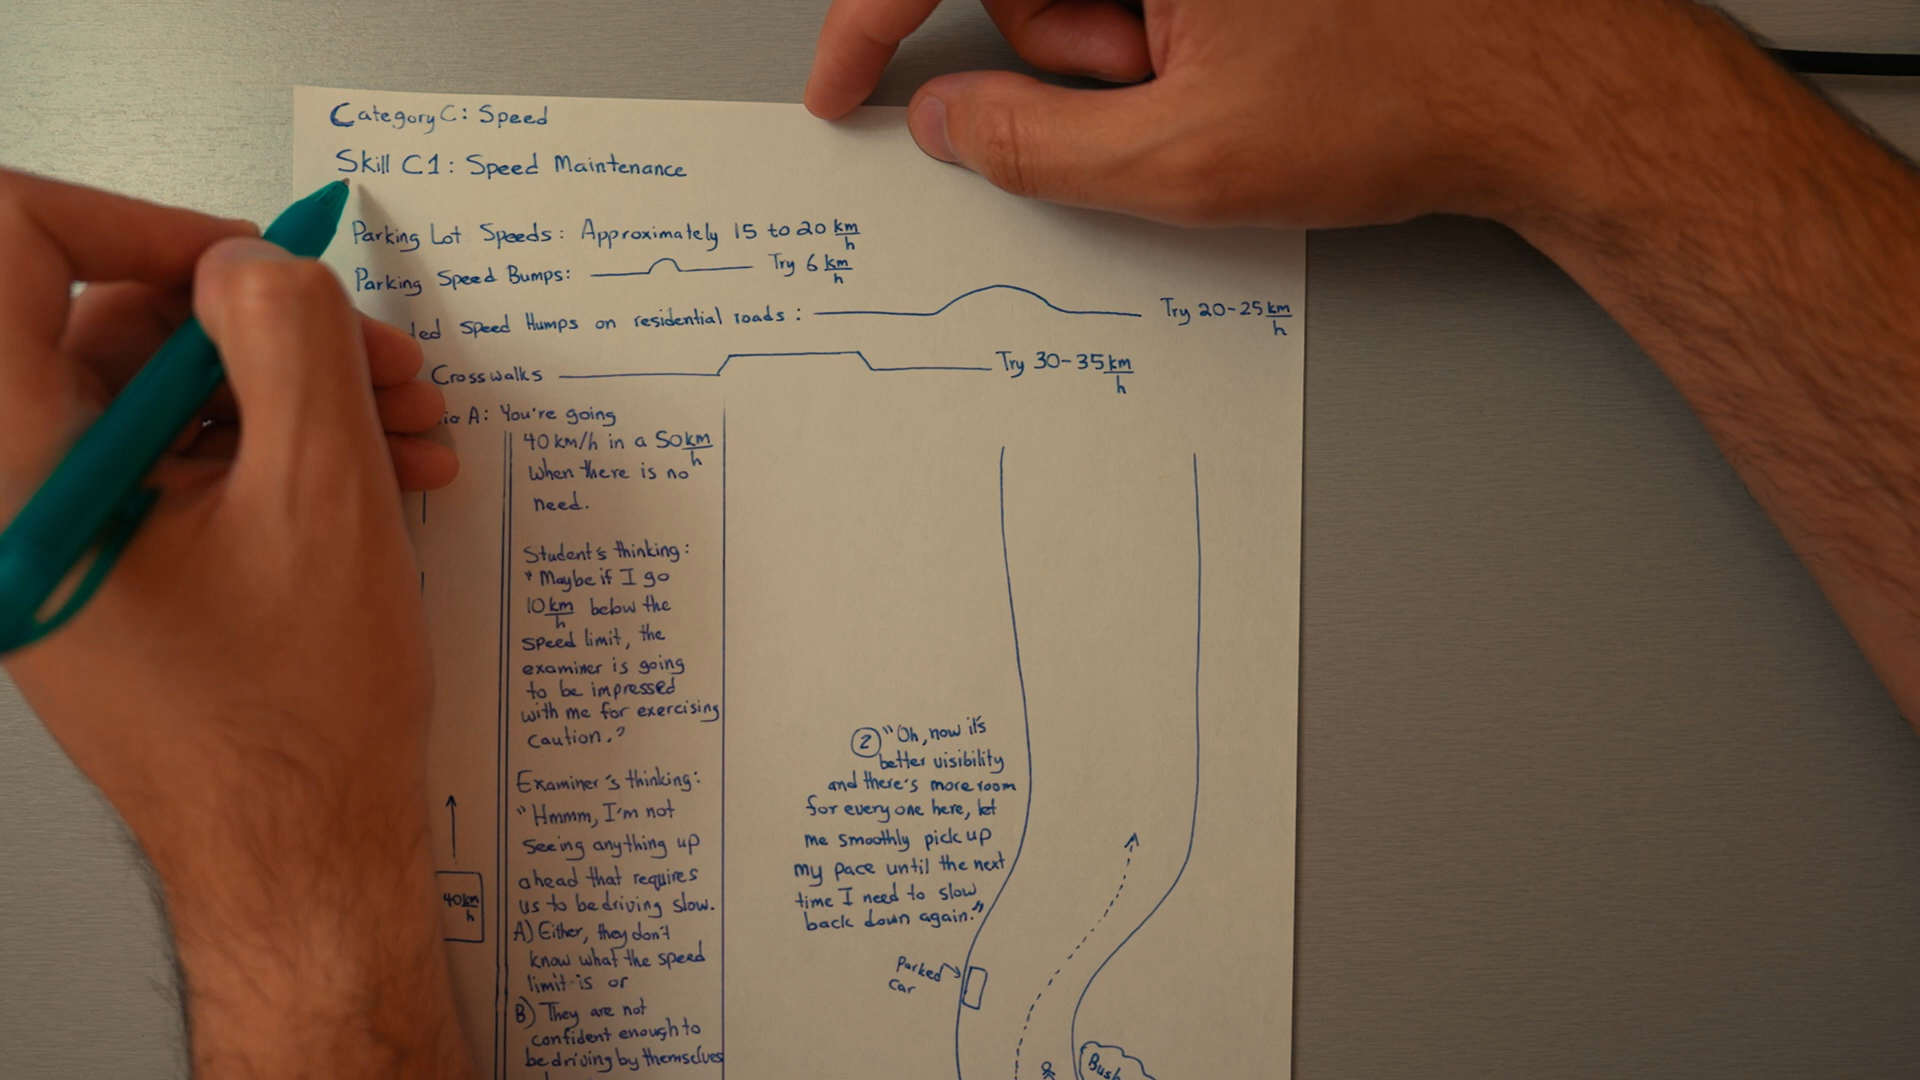 Category C: Speed
Skill C1: Speed Maintenance
Parking Lot Speeds: Approximately 15 to 20 km/h
Parking Speed Bumps: Try 6 km/h
Speed Humps on residential roads: Try 20-25 km/h
Crosswalks Try 30-35 km/h
A: You're going
40 km/h in a 50 km/h
when there is no
need.
Student's thinking:
"Maybe if I go
10 km/h below the
speed limit, the
examiner is going
to be impressed
with me for exercising
caution."
Examiner's thinking:
"Hmmm, I'm not
seeing anything up
ahead that requires
us to be driving slow.
A) Either, they don't
know what the speed
limit is or
B) They are not
confident enough to
be driving by themselves
40 km/h
2 "Oh, now it's
better visibility
and there's more room
for everyone here, let
me smoothly pick up
my pace until the next
time I need to slow
back down again."
Parked
Car
Bush